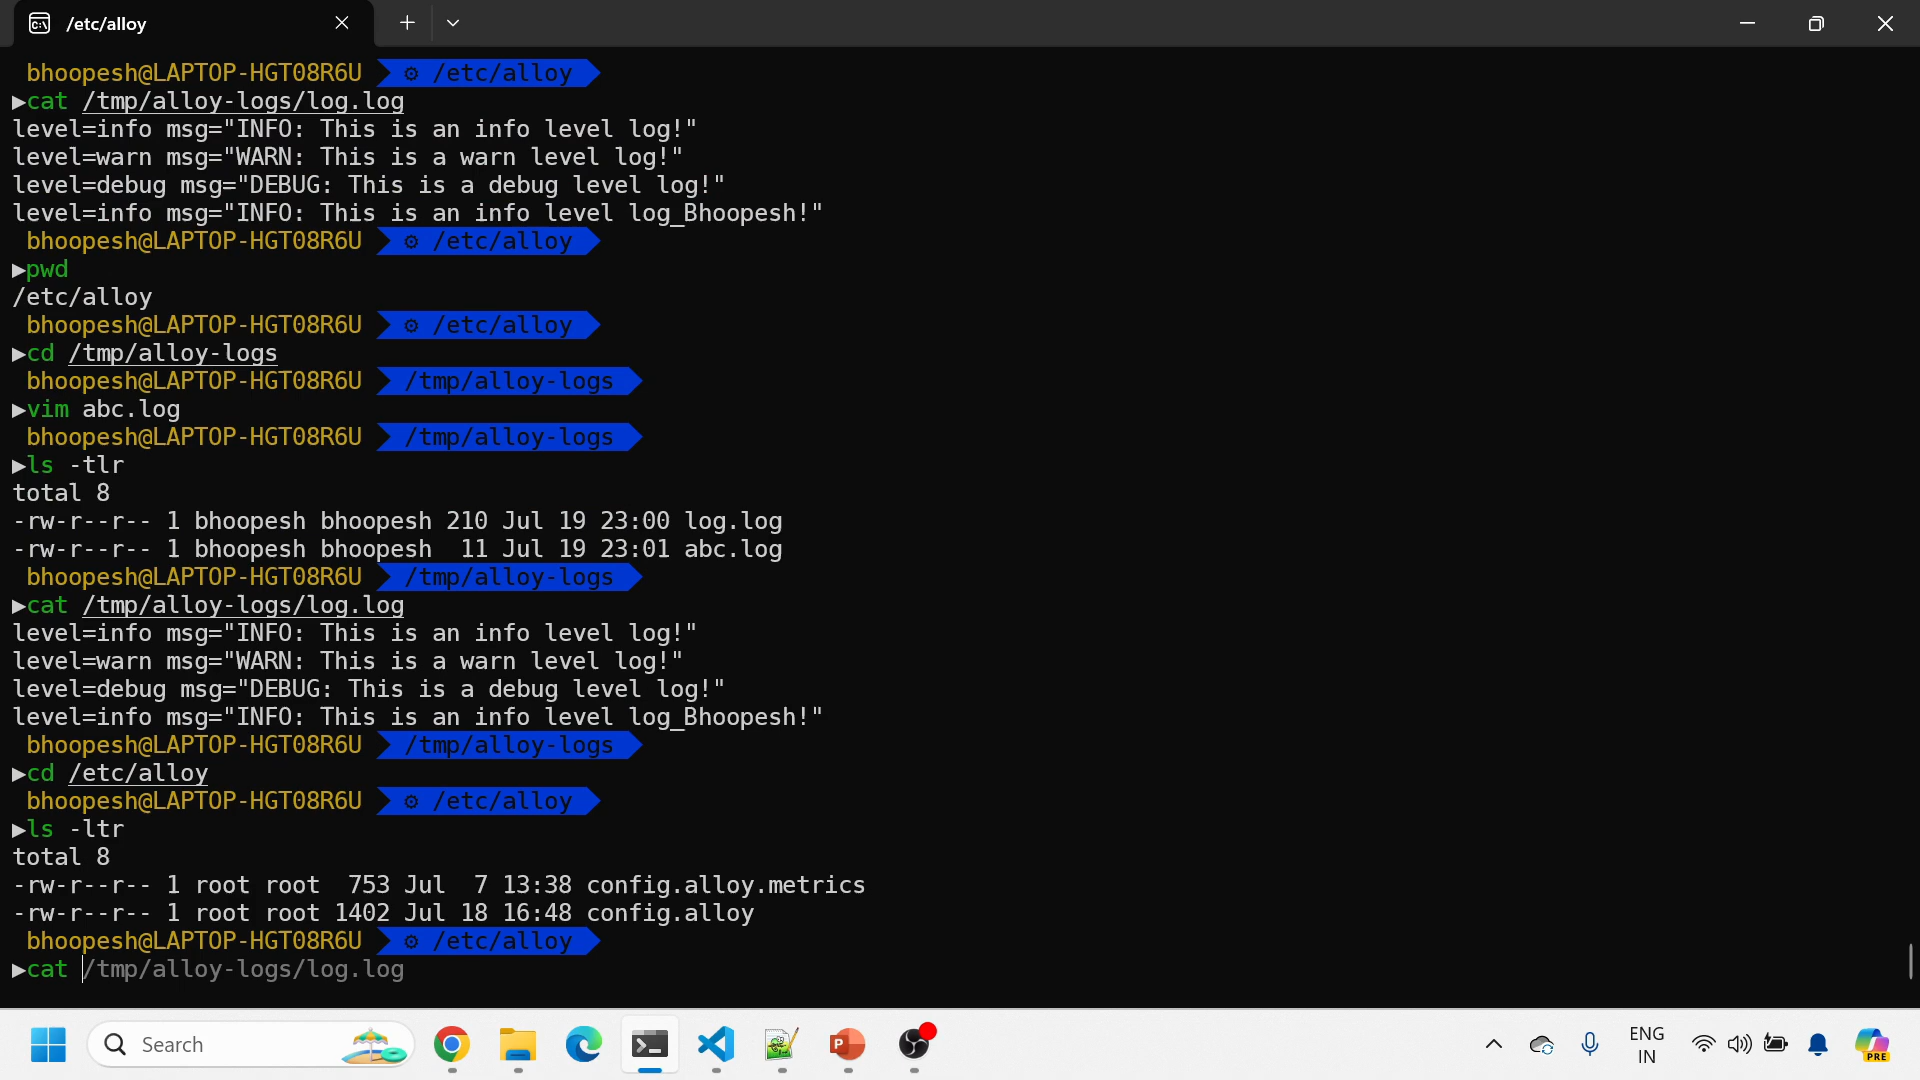 /etc/alloy
bhoopesh@LAPTOP-HGT08R6U /etc/alloy
cat /tmp/alloy-logs/log.log
level=info msg="INFO: This is an info level log!"
level=warn msg="WARN: This is a warn level log!"
level=debug msg="DEBUG: This is a debug level log!"
level=info msg="INFO: This is an info level log_Bhoopesh!"
bhoopesh@LAPTOP-HGT08R6U /etc/alloy
pwd
/etc/alloy
bhoopesh@LAPTOP-HGT08R6U /etc/alloy
cd /tmp/alloy-logs
bhoopesh@LAPTOP-HGT08R6U /tmp/alloy-logs
vim abc.log
bhoopesh@LAPTOP-HGT08R6U /tmp/alloy-logs
ls -tlr
total 8
-rw-r--r-- 1 bhoopesh bhoopesh 210 Jul 19 23:00 log.log
-rw-r--r-- 1 bhoopesh bhoopesh  11 Jul 19 23:01 abc.log
bhoopesh@LAPTOP-HGT08R6U /tmp/alloy-logs
cat /tmp/alloy-logs/log.log
level=info msg="INFO: This is an info level log!"
level=warn msg="WARN: This is a warn level log!"
level=debug msg="DEBUG: This is a debug level log!"
level=info msg="INFO: This is an info level log_Bhoopesh!"
bhoopesh@LAPTOP-HGT08R6U /tmp/alloy-logs
cd /etc/alloy
bhoopesh@LAPTOP-HGT08R6U /etc/alloy
ls -ltr
total 8
-rw-r--r-- 1 root root  753 Jul  7 13:38 config.alloy.metrics
-rw-r--r-- 1 root root 1402 Jul 18 16:48 config.alloy
bhoopesh@LAPTOP-HGT08R6U /etc/alloy
cat /tmp/alloy-logs/log.log
Search
ENG
IN
PRE